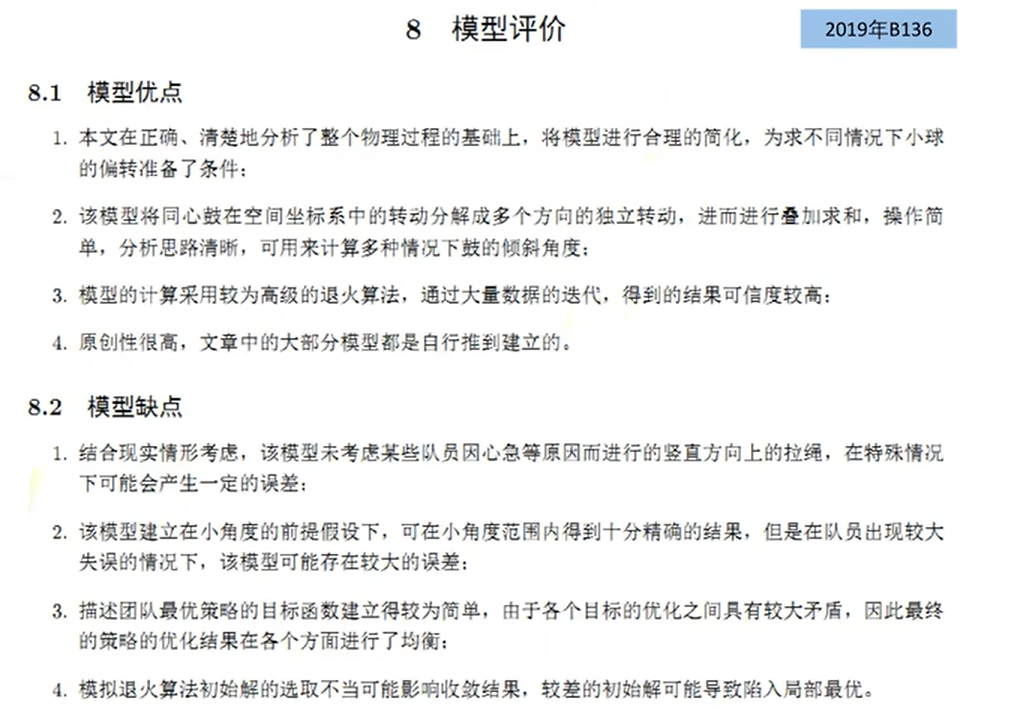 8 模型评价
2019年B136
8.1 模型优点
1. 本文在正确、清楚地分析了整个物理过程的基础上，将模型进行合理的简化，为求不同情况下小球
的偏转准备了条件；
2. 该模型将同心鼓在空间坐标系中的转动分解成多个方向的独立转动，进而进行叠加求和，操作简
单，分析思路清晰，可用来计算多种情况下鼓的倾斜角度；
3. 模型的计算采用较为高级的退火算法，通过大量数据的迭代，得到的结果可信度较高；
4. 原创性很高，文章中的大部分模型都是自行推到建立的。
8.2 模型缺点
1. 结合现实情形考虑，该模型未考虑某些队员因心急等原因而进行的竖直方向上的拉绳，在特殊情况
下可能会产生一定的误差；
2. 该模型建立在小角度的前提假设下，可在小角度范围内得到十分精确的结果，但是在队员出现较大
失误的情况下，该模型可能存在较大的误差；
3. 描述团队最优策略的目标函数建立得较为简单，由于各个目标的优化之间具有较大矛盾，因此最终
的策略的优化结果在各个方面进行了均衡；
4. 模拟退火算法初始解的选取不当可能影响收敛结果，较差的初始解可能导致陷入局部最优。